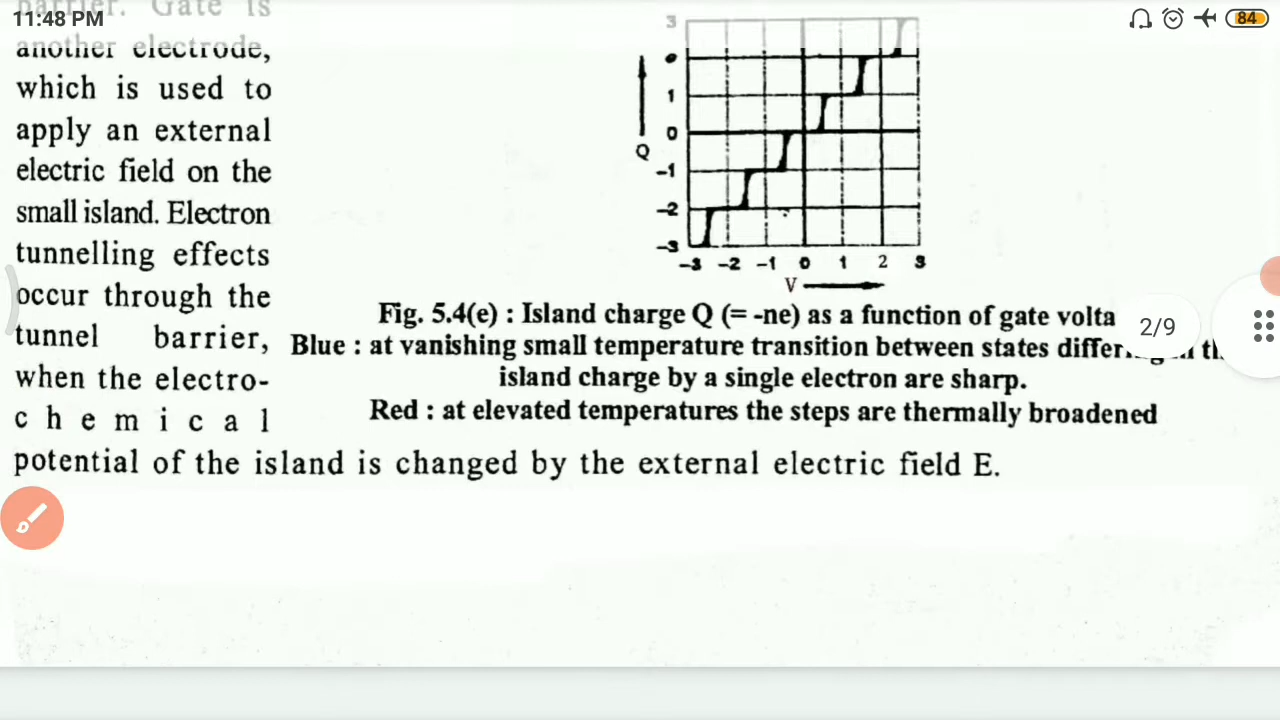 11:48 PM
84
barrier. Gate is
another electrode,
which is used to
apply an external
electric field on the
small island. Electron
tunnelling effects
occur through the
tunnel barrier,
when the electro-
chemical
potential of the island is changed by the external electric field E.
3
1
0
-1
-2
-3
Q
-3 -2 -1 0 1 2 3
V
Fig. 5.4(e) : Island charge Q (= -ne) as a function of gate volta
Blue : at vanishing small temperature transition between states
island charge by a single electron are sharp.
Red : at elevated temperatures the steps are thermally broadened
2/9